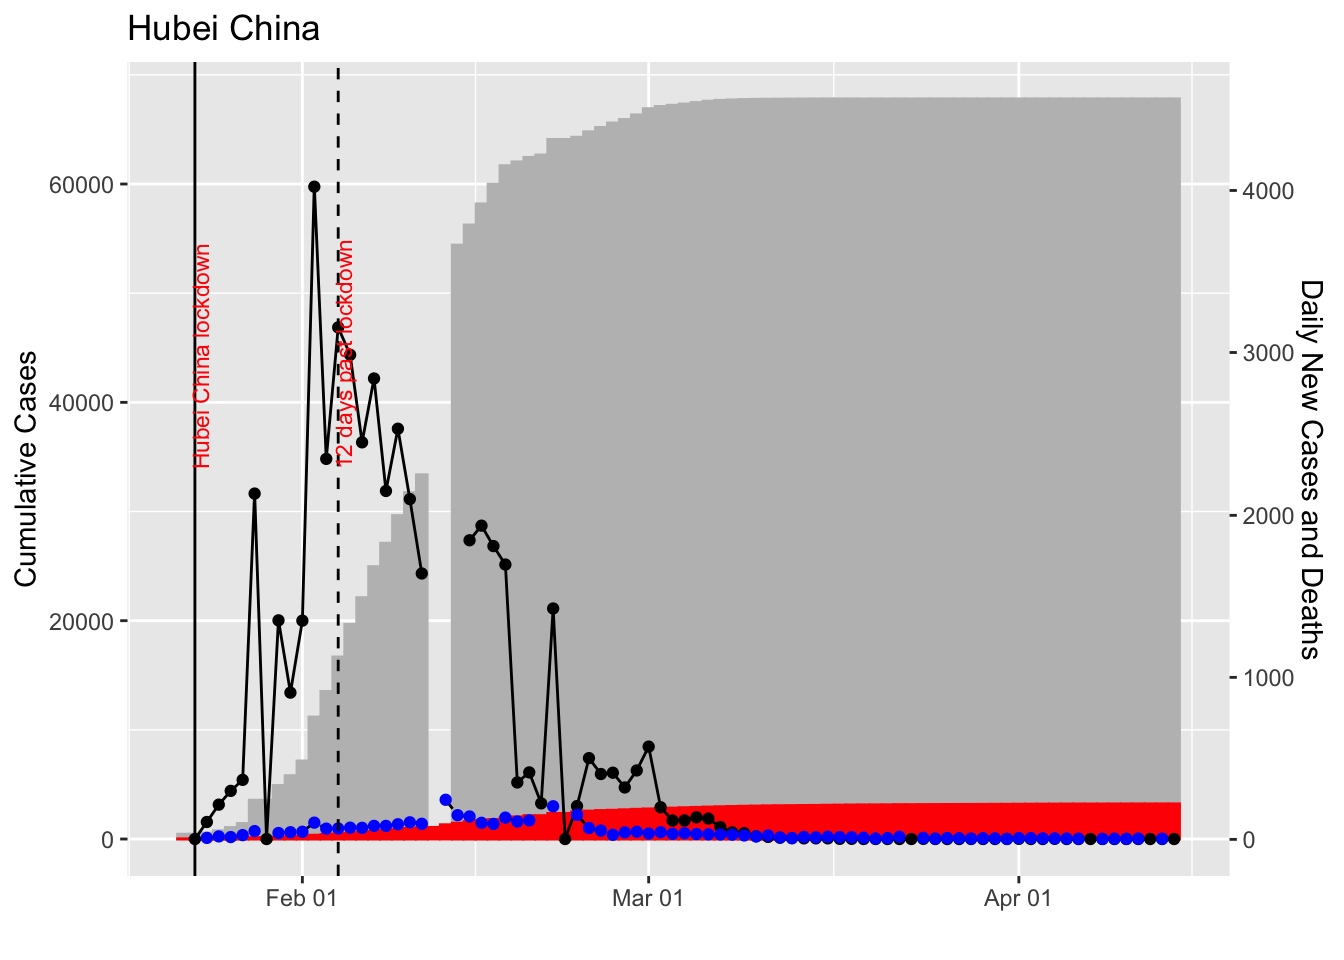 Hubei China
Cumulative Cases
60000
40000
20000
0
Hubei China lockdown
12 days past lockdown
4000
3000
2000
1000
0
Daily New Cases and Deaths
Feb 01
Mar 01
Apr 01